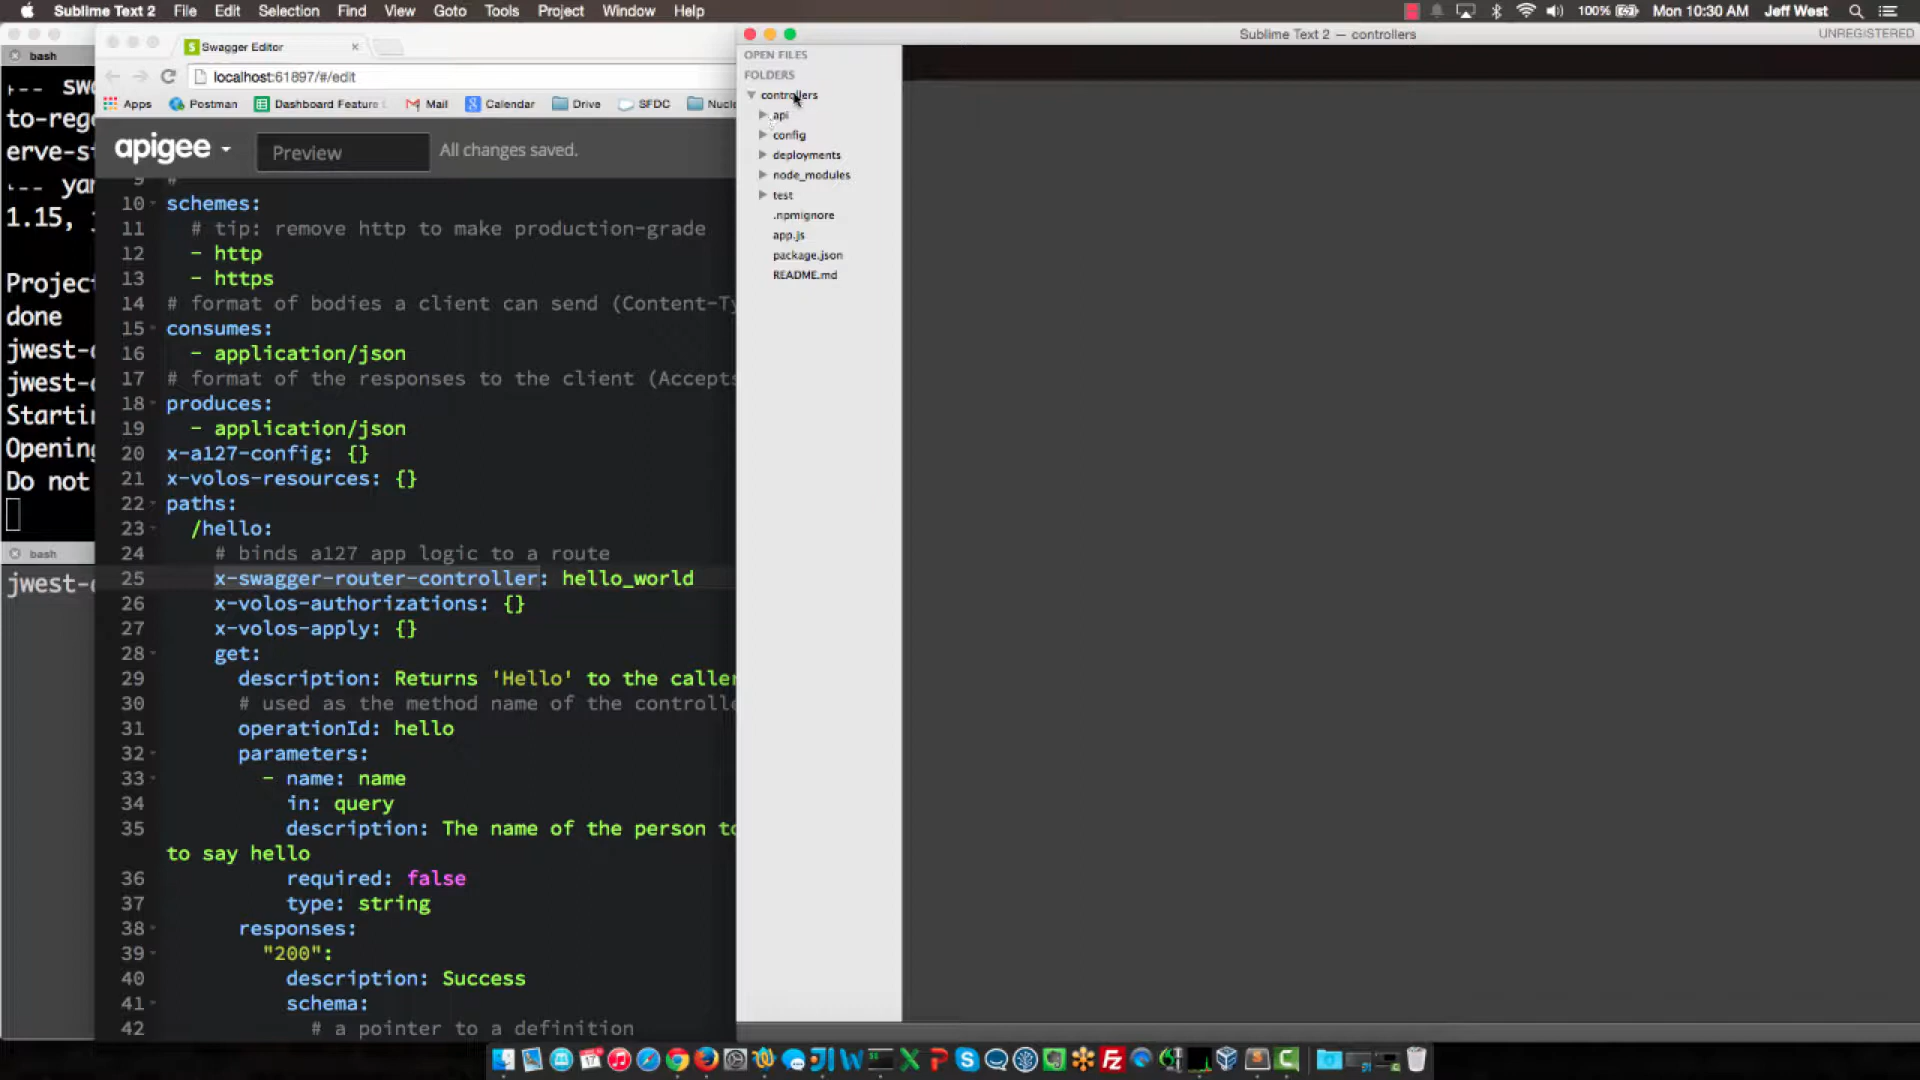 Sublime Text 2 File Edit Selection Find View Goto Tools Project Window Help 100% Mon 10:30 AM Jeff West
bash
to-reg
erve-s
1.15,
Projec
done
jwest-
jwest-
Starti
Opening
Do not
bash
jwest-
Swagger Editor
localhost:61897/#/edit
Apps Postman Dashboard Feature Mail Calendar Drive SFDC Nucl
apigee Preview All changes saved.
9 #
10 schemes:
11 # tip: remove http to make production-grade
12 - http
13 - https
14 # format of bodies a client can send (Content-Ty
15 consumes:
16 - application/json
17 # format of the responses to the client (Accepts
18 produces:
19 - application/json
20 x-a127-config: {}
21 x-volos-resources: {}
22 paths:
23 /hello:
24 # binds a127 app logic to a route
25 x-swagger-router-controller: hello_world
26 x-volos-authorizations: {}
27 x-volos-apply: {}
28 get:
29 description: Returns 'Hello' to the caller
30 # used as the method name of the controlle
31 operationId: hello
32 parameters:
33 - name: name
34 in: query
35 description: The name of the person to
to say hello
36 required: false
37 type: string
38 responses:
39 "200":
40 description: Success
41 schema:
42 # a pointer to a definition
Sublime Text 2 — controllers UNREGISTERED
OPEN FILES
FOLDERS
controllers
api
config
deployments
node_modules
test
.npmignore
app.js
package.json
README.md